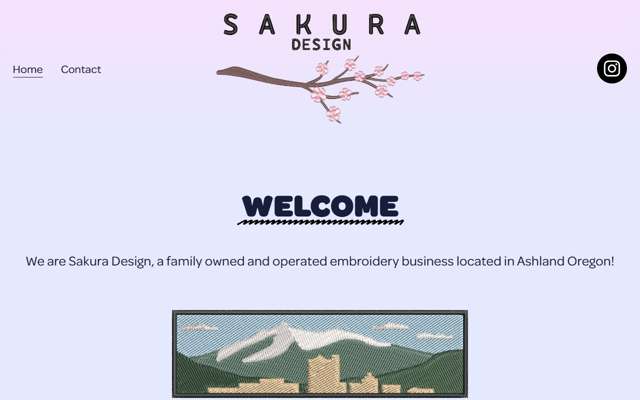 SAKURA
DESIGN
Home Contact
WELCOME
We are Sakura Design, a family owned and operated embroidery business located in Ashland Oregon!